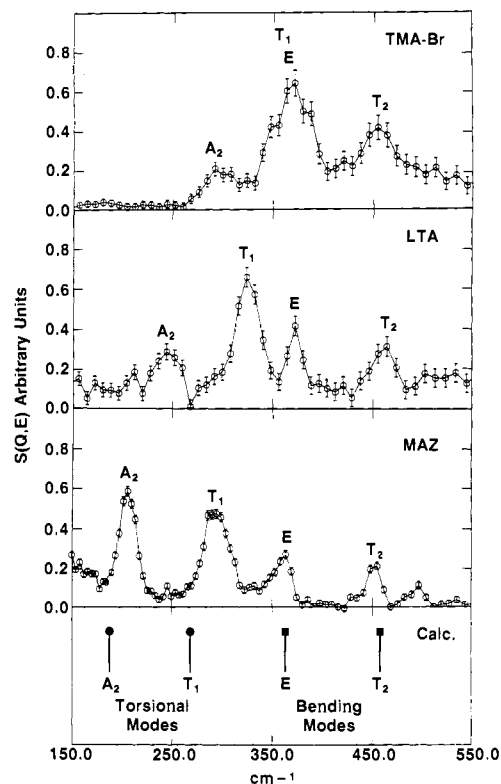 TMA-Br
T1
E
A2
T2
0.8
0.6
0.4
0.2
0.0
LTA
T1
E
A2
T2
0.8
0.6
0.4
0.2
0
MAZ
A2
T1
E
T2
0.8
0.6
0.4
0.2
0.0
S(Q,E) Arbitrary Units
Calc.
A2 T1 E T2
Torsional Bending
Modes Modes
150.0 250.0 350.0 450.0 550.0
cm−1